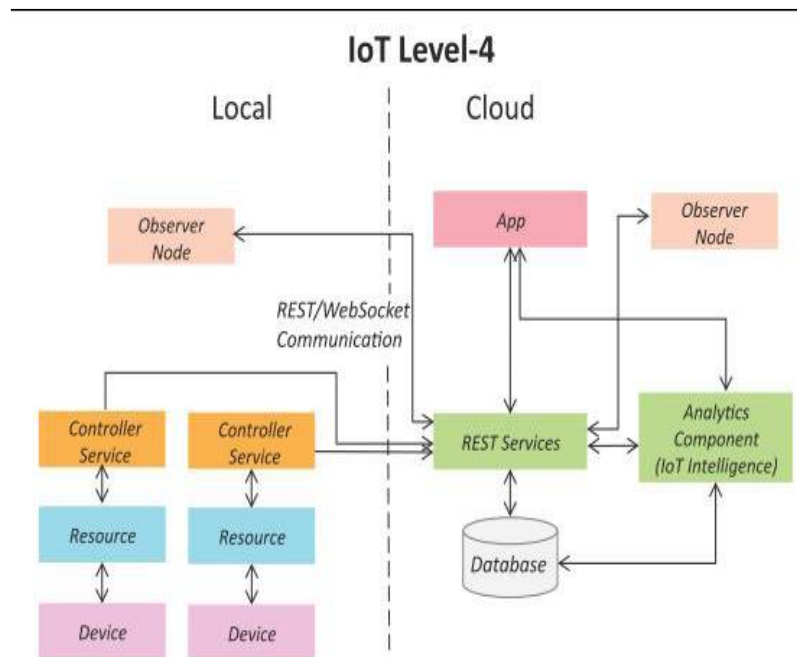 IoT Level-4
Local
Cloud
Observer
Node
App
Observer
Node
REST/WebSocket
Communication
Controller
Service
Controller
Service
REST Services
Analytics
Component
(IoT Intelligence)
Resource
Resource
Database
Device
Device